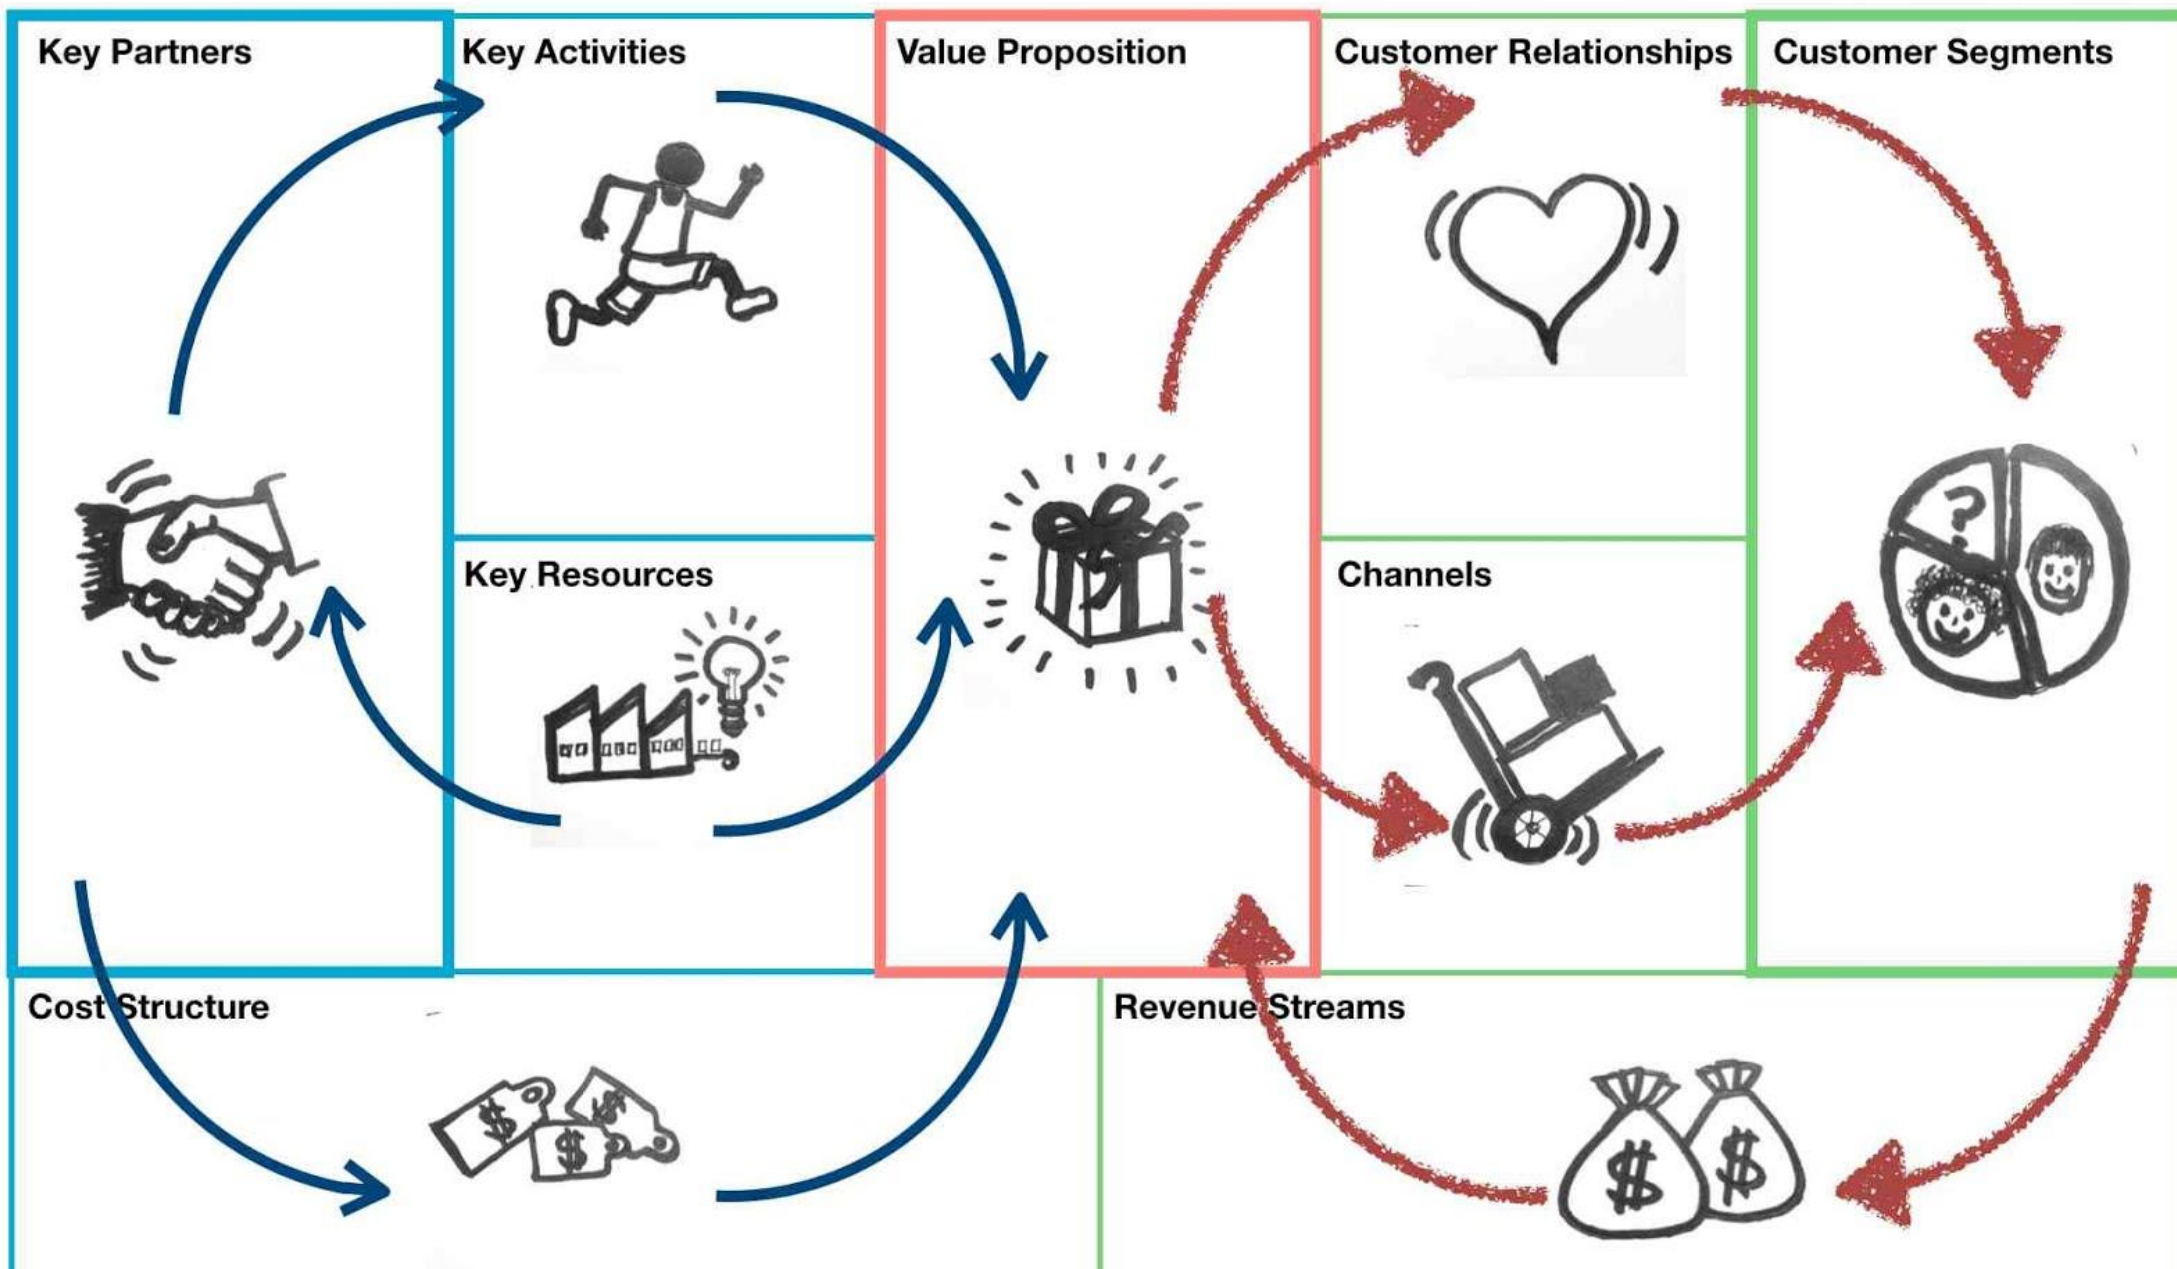 Key Partners
Key Activities
Value Proposition
Customer Relationships
Customer Segments
?
Key Resources
Channels
Cost Structure
$
$
$
Revenue Streams
$
$